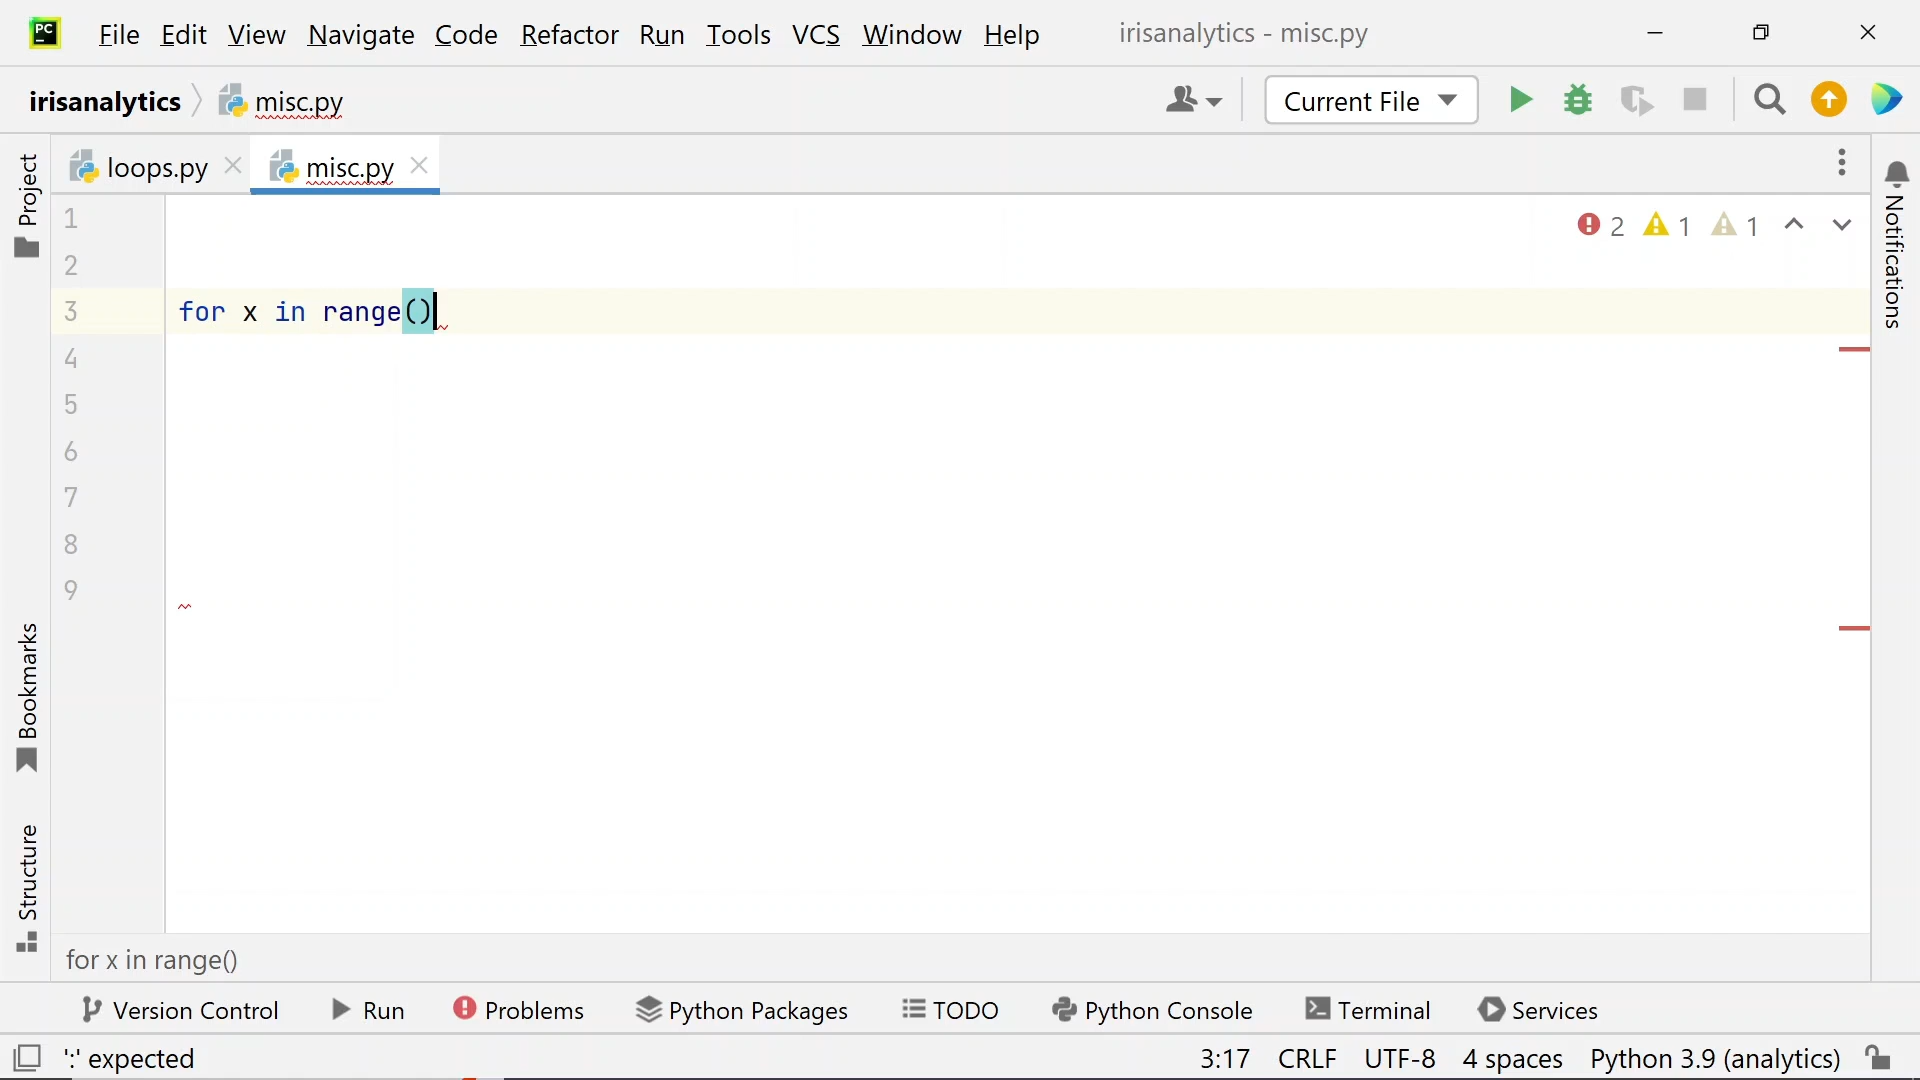 PC
File Edit View Navigate Code Refactor Run Tools VCS Window Help irisanalytics - misc.py
irisanalytics misc.py Current File
Project
loops.py misc.py
Notifications
2 1 1
1
2
3 for x in range()
4
5
6
7
8
9
Bookmarks
Structure
for x in range()
Version Control Run Problems Python Packages TODO Python Console Terminal Services
':' expected 3:17 CRLF UTF-8 4 spaces Python 3.9 (analytics)